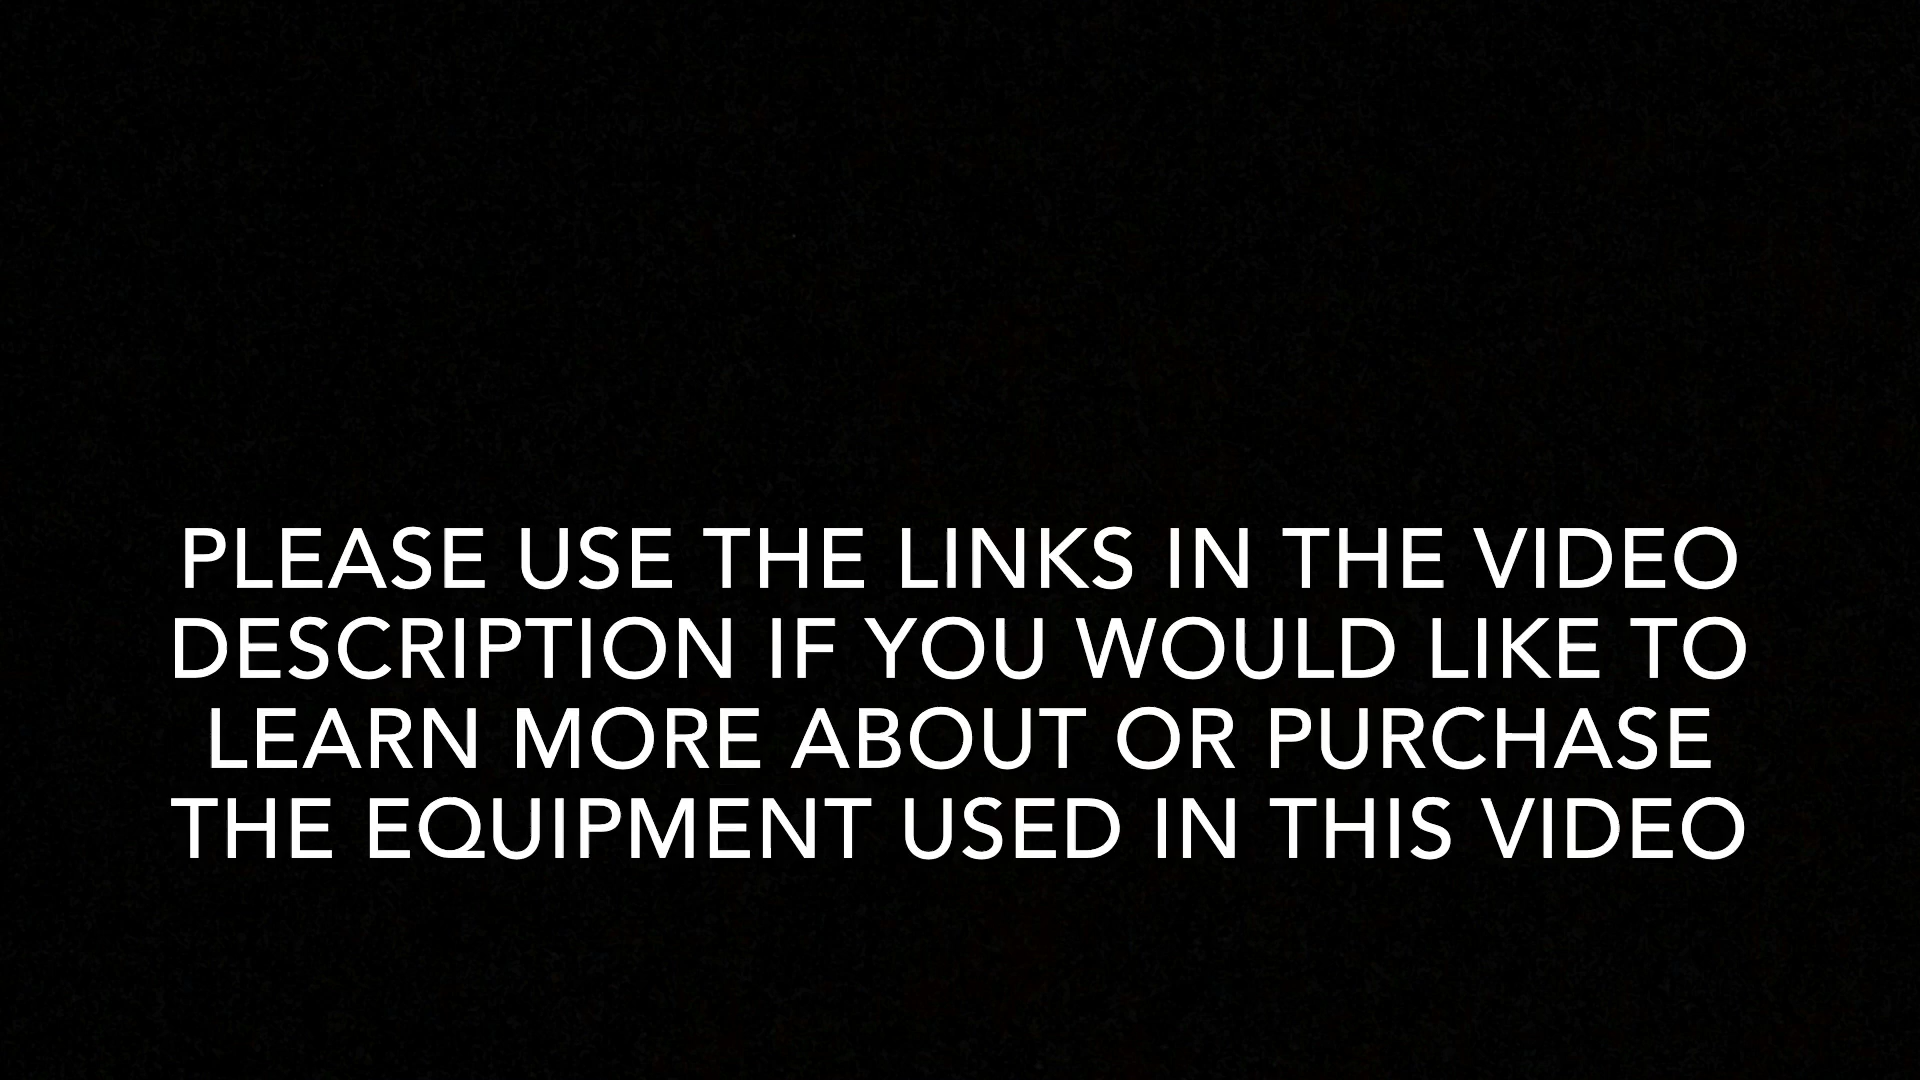 PLEASE USE THE LINKS IN THE VIDEO
DESCRIPTION IF YOU WOULD LIKE TO
LEARN MORE ABOUT OR PURCHASE
THE EQUIPMENT USED IN THIS VIDEO